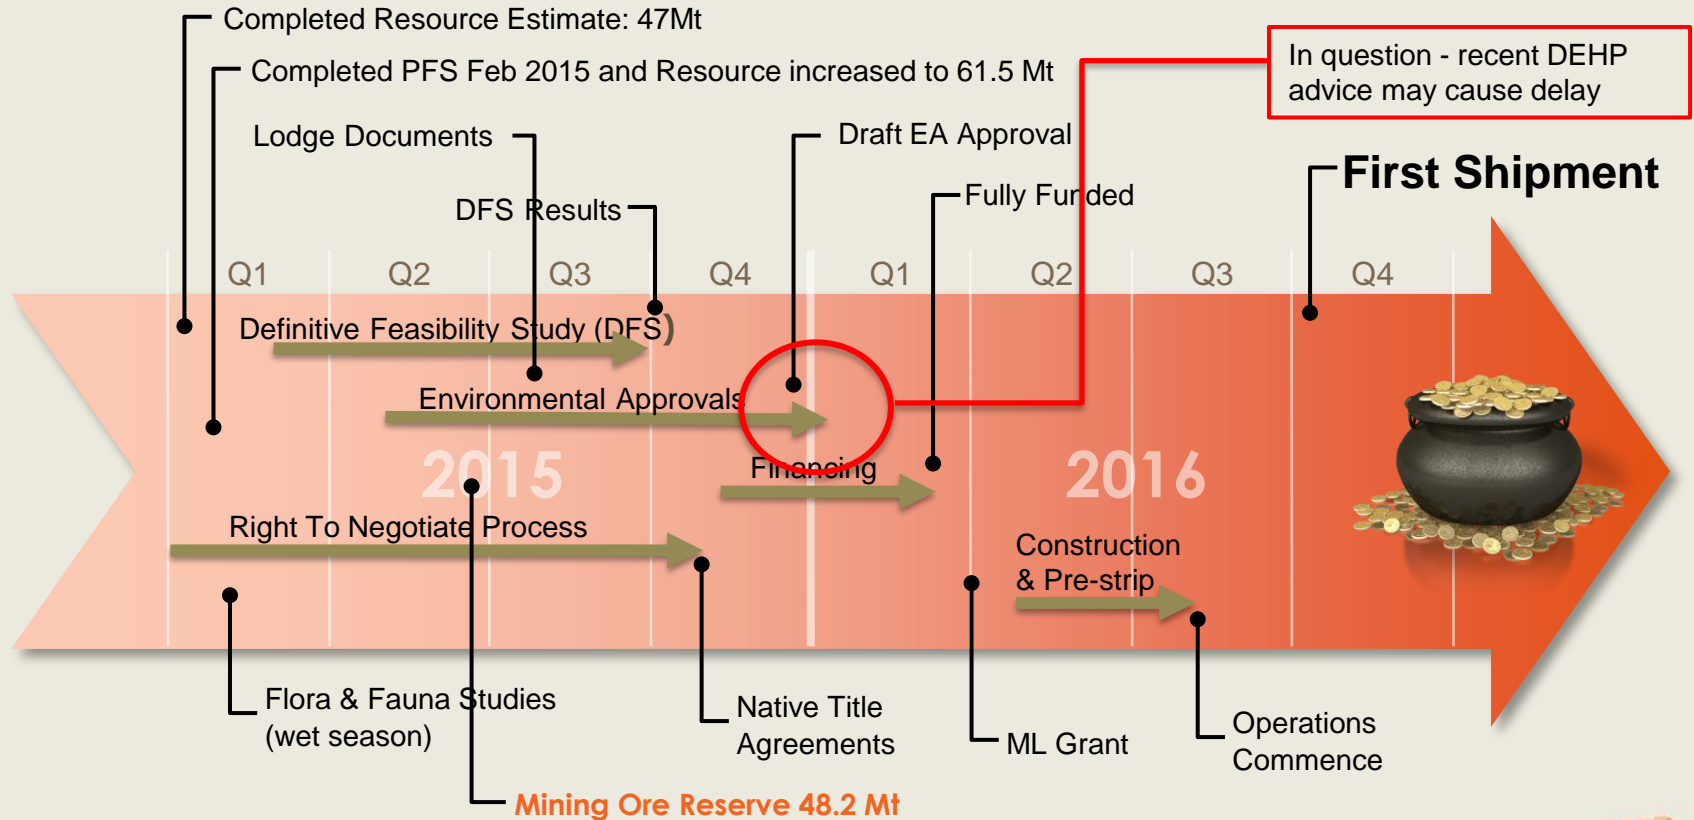 Completed Resource Estimate: 47Mt
Completed PFS Feb 2015 and Resource increased to 61.5 Mt
In question - recent DEHP
advice may cause delay
Lodge Documents
Draft EA Approval
First Shipment
DFS Results
Fully Funded
Q1 Q2 Q3 Q4 Q1 Q2 Q3 Q4
Definitive Feasibility Study (DFS)
Environmental Approvals
2015
Financing
2016
Right To Negotiate Process
Construction
& Pre-strip
Flora & Fauna Studies
(wet season)
Native Title
Agreements
ML Grant
Operations
Commence
Mining Ore Reserve 48.2 Mt